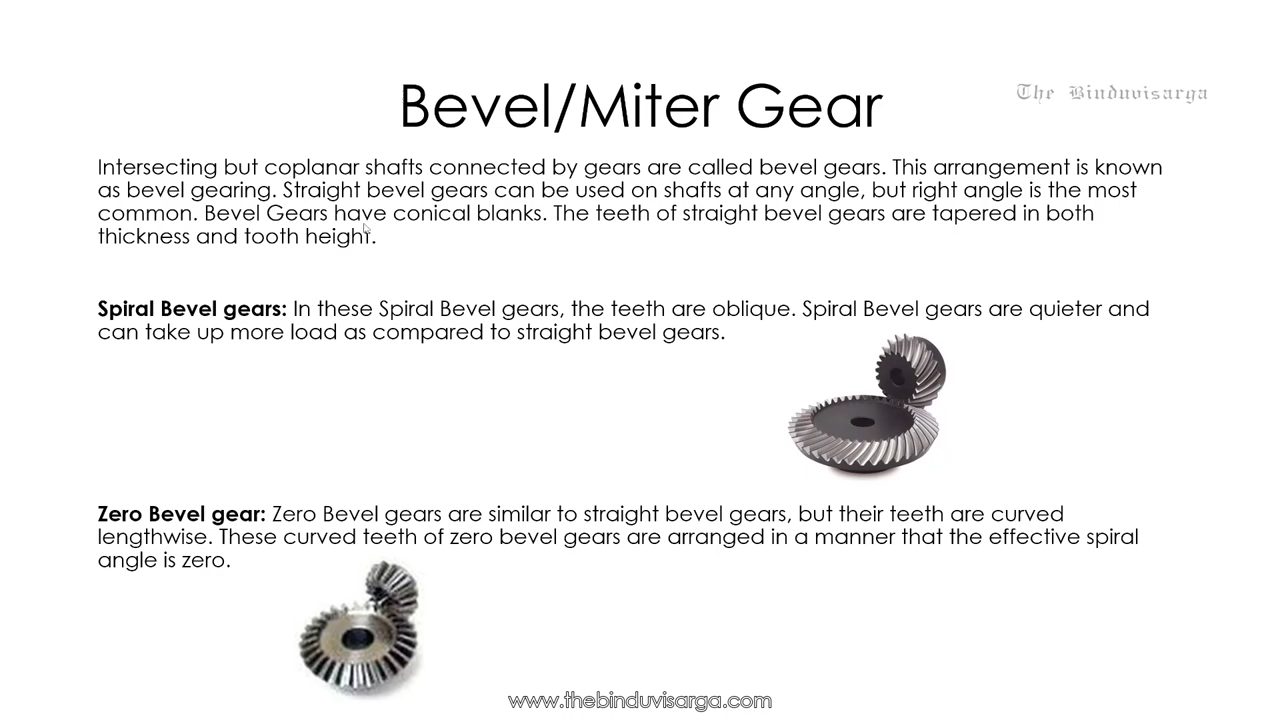 Bevel/Miter Gear
The Binduvisarga
Intersecting but coplanar shafts connected by gears are called bevel gears. This arrangement is known
as bevel gearing. Straight bevel gears can be used on shafts at any angle, but right angle is the most
common. Bevel Gears have conical blanks. The teeth of straight bevel gears are tapered in both
thickness and tooth height.
Spiral Bevel gears: In these Spiral Bevel gears, the teeth are oblique. Spiral Bevel gears are quieter and
can take up more load as compared to straight bevel gears.
Zero Bevel gear: Zero Bevel gears are similar to straight bevel gears, but their teeth are curved
lengthwise. These curved teeth of zero bevel gears are arranged in a manner that the effective spiral
angle is zero.
www.thebinduvisarga.com